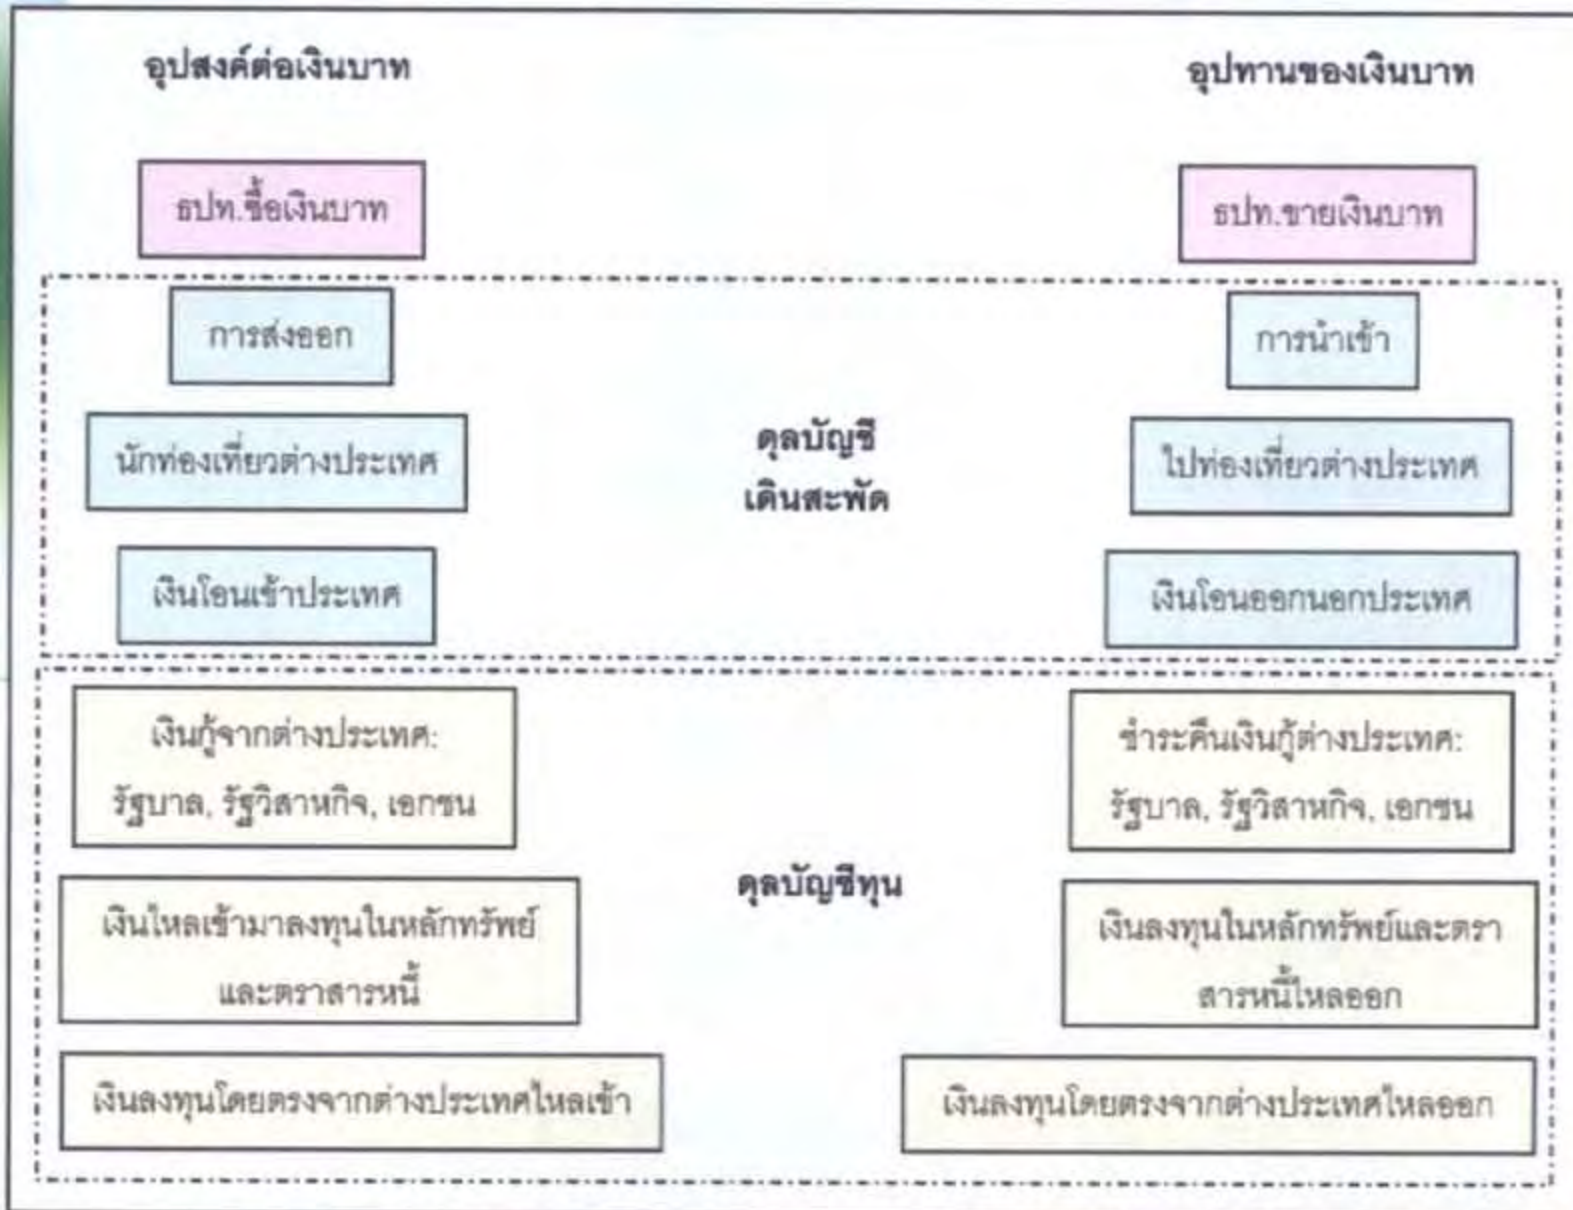 อุปสงค์ต่อเงินบาท
อุปทานของเงินบาท
ธปท.ซื้อเงินบาท
ธปท.ขายเงินบาท
การส่งออก
การนำเข้า
นักท่องเที่ยวต่างประเทศ
ดุลบัญชี
เดินสะพัด
ไปท่องเที่ยวต่างประเทศ
เงินโอนเข้าประเทศ
เงินโอนออกนอกประเทศ
เงินกู้จากต่างประเทศ:
รัฐบาล, รัฐวิสาหกิจ, เอกชน
ชำระคืนเงินกู้ต่างประเทศ:
รัฐบาล, รัฐวิสาหกิจ, เอกชน
ดุลบัญชีทุน
เงินไหลเข้ามาลงทุนในหลักทรัพย์
และตราสารหนี้
เงินลงทุนในหลักทรัพย์และตรา
สารหนี้ไหลออก
เงินลงทุนโดยตรงจากต่างประเทศไหลเข้า
เงินลงทุนโดยตรงจากต่างประเทศไหลออก